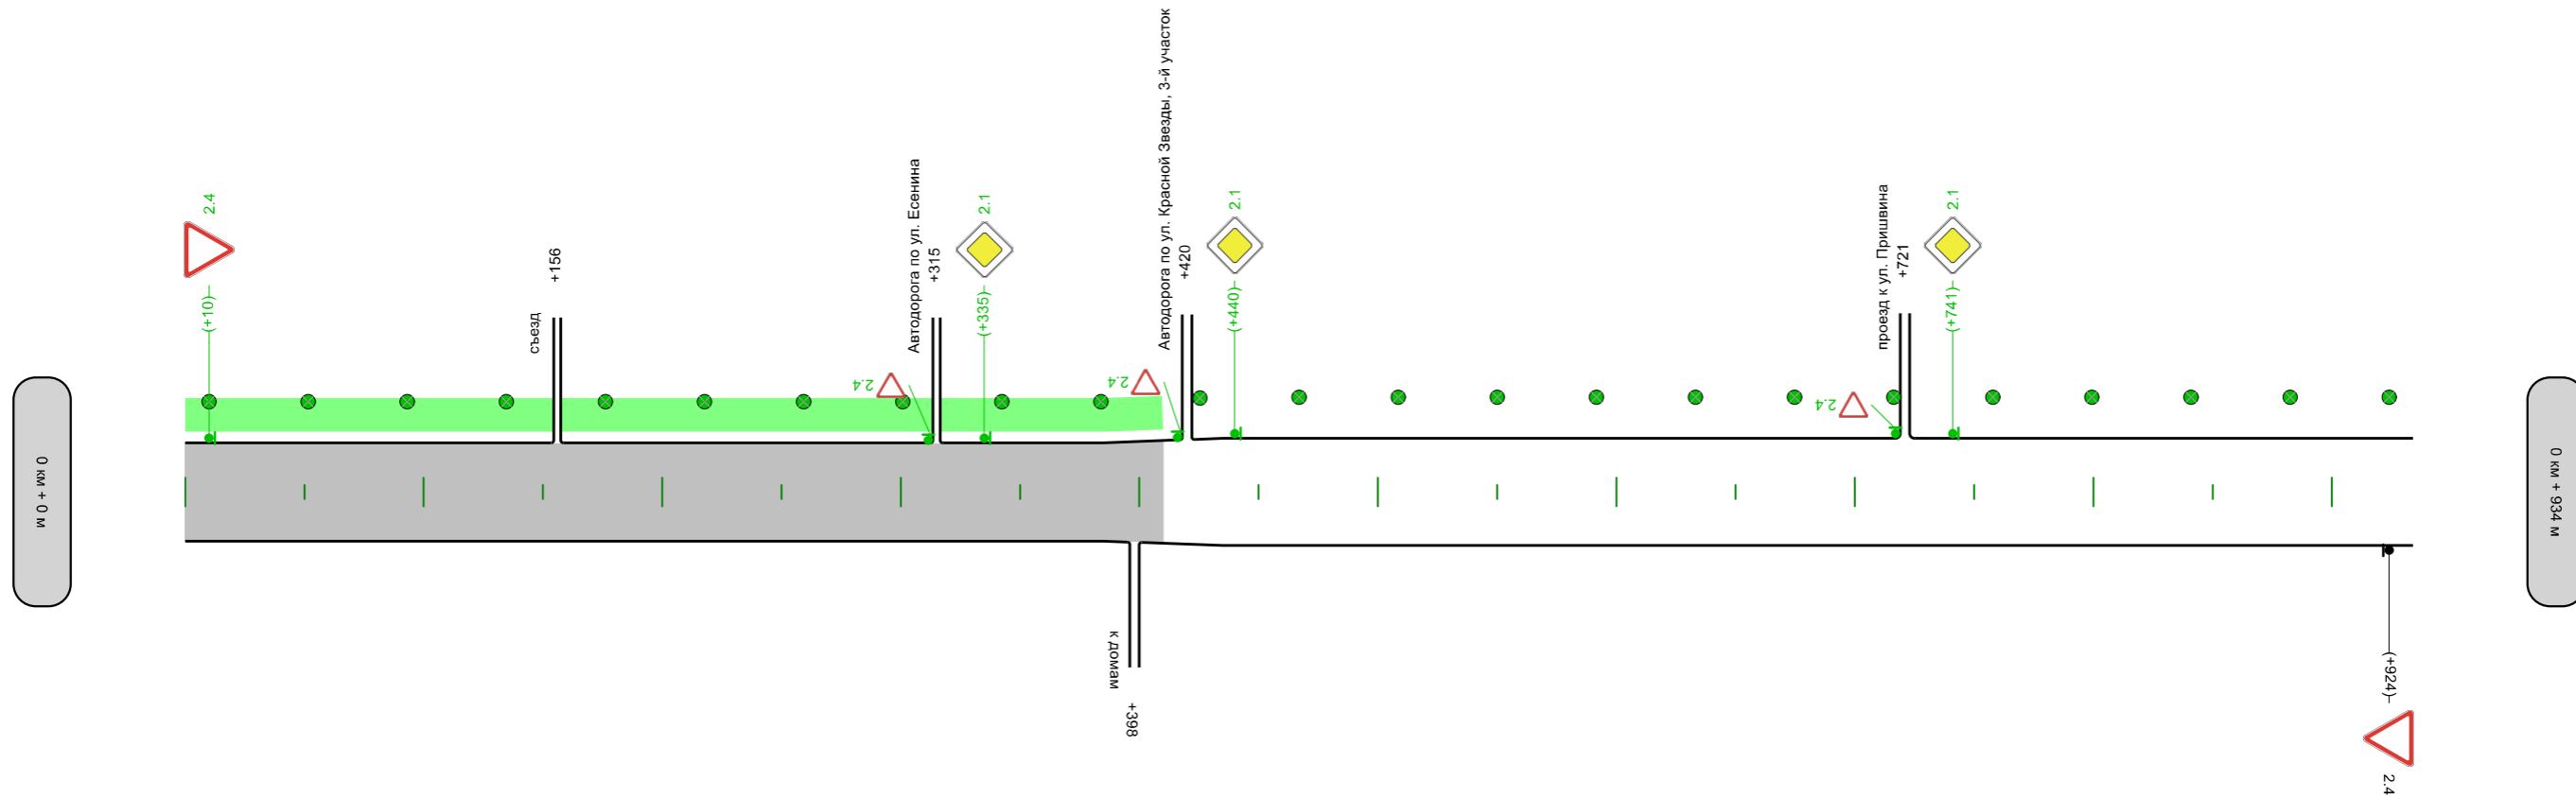 0 км + 0 м
2.4
(+10)
съезд
+156
2.4
Автодорога по ул. Есенина
+315
2.1
(+335)
2.4
Автодорога по ул. Красной Звезды, 3-й участок
+420
2.1
(+440)
2.4
проезд к ул. Пришвина
+721
2.1
(+741)
к домам
+398
(+924)
2.4
0 км + 934 м